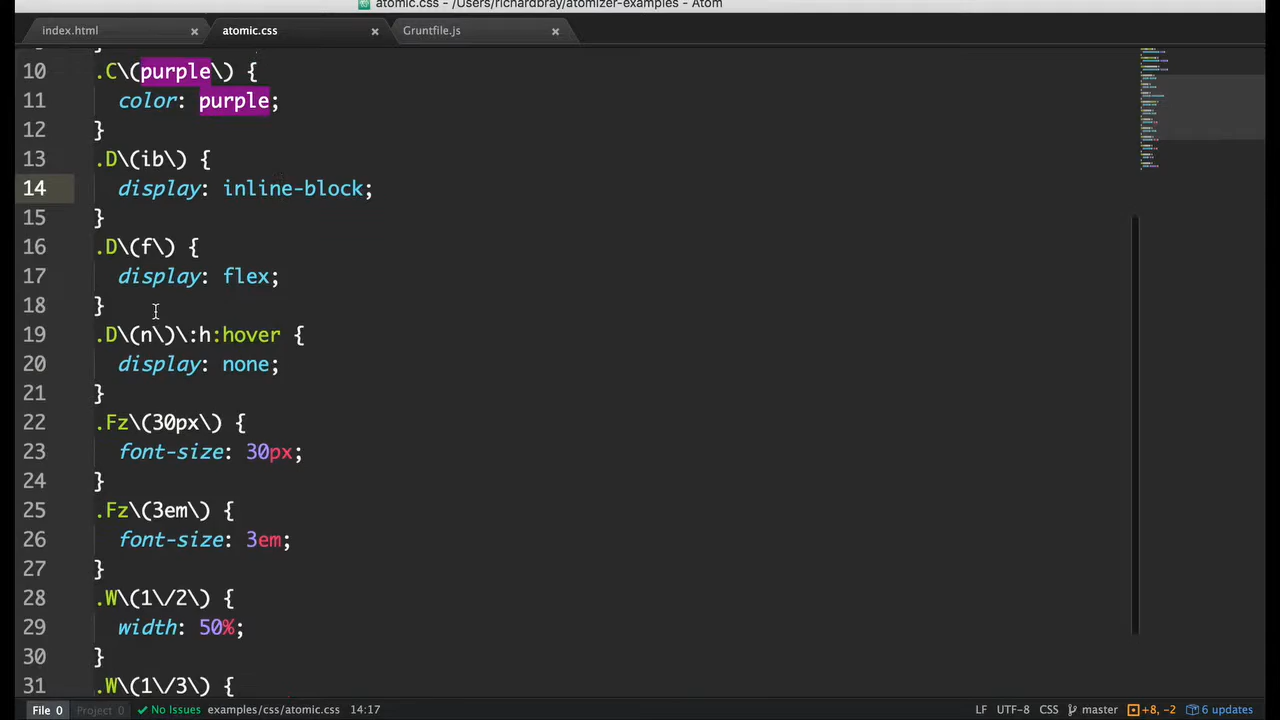 atomic.css - /Users/richardbray/atomizer-examples - Atom
index.html × atomic.css × Gruntfile.js ×
10 .C\(purple\) {
11 color: purple;
12 }
13 .D\(ib\) {
14 display: inline-block;
15 }
16 .D\(f\) {
17 display: flex;
18 }
19 .D\(n\)\:h:hover {
20 display: none;
21 }
22 .Fz\(30px\) {
23 font-size: 30px;
24 }
25 .Fz\(3em\) {
26 font-size: 3em;
27 }
28 .W\(1\/2\) {
29 width: 50%;
30 }
31 .W\(1\/3\) {
File 0 Project 0 ✓ No Issues examples/css/atomic.css 14:17 LF UTF-8 CSS master +8, -2 6 updates